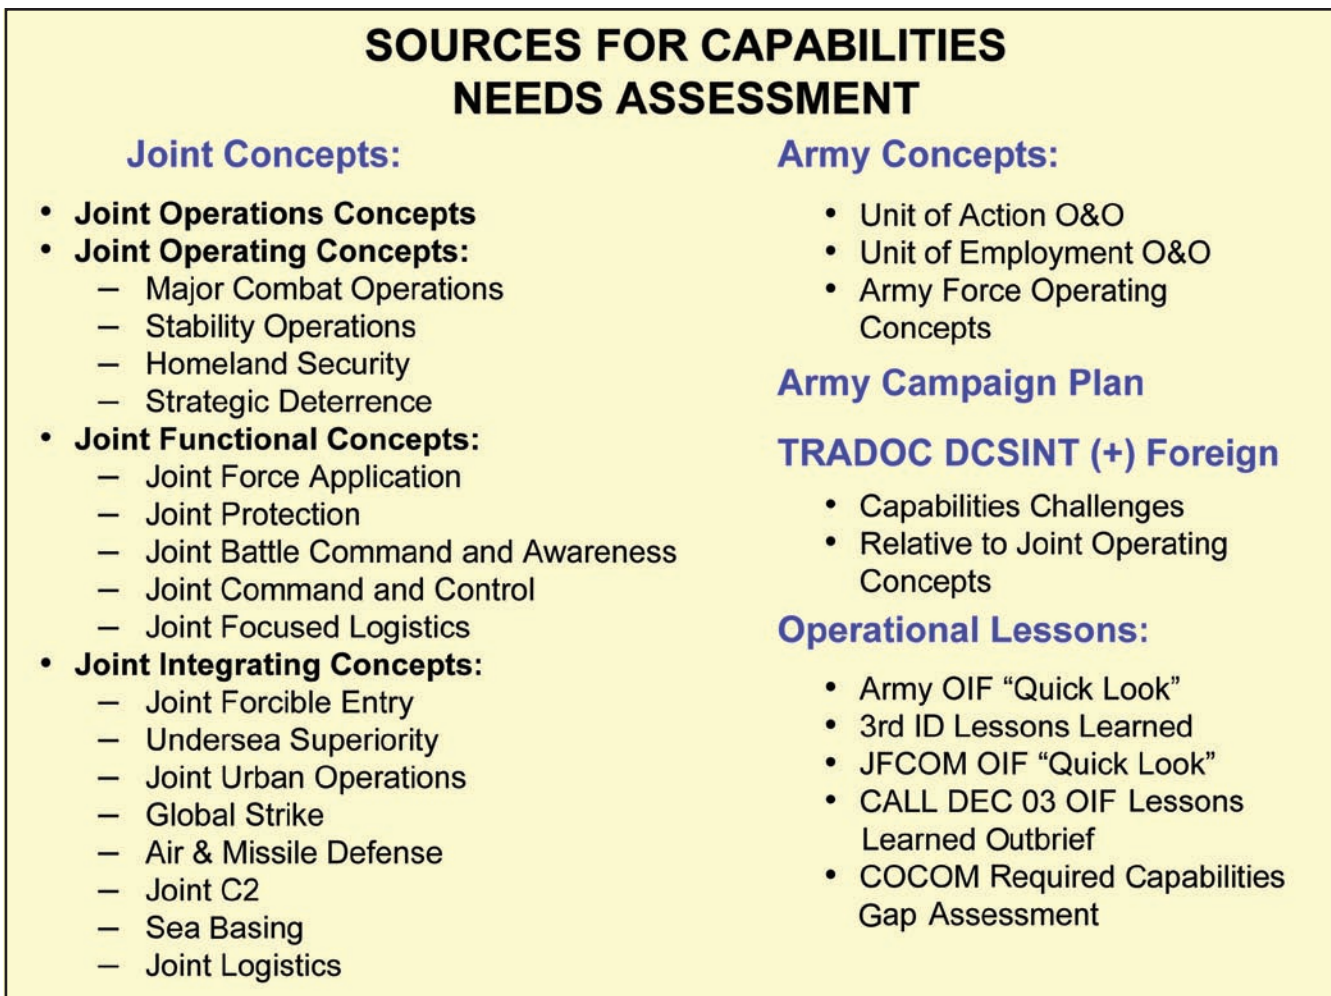 SOURCES FOR CAPABILITIES
NEEDS ASSESSMENT
Joint Concepts:
• Joint Operations Concepts
• Joint Operating Concepts:
– Major Combat Operations
– Stability Operations
– Homeland Security
– Strategic Deterrence
• Joint Functional Concepts:
– Joint Force Application
– Joint Protection
– Joint Battle Command and Awareness
– Joint Command and Control
– Joint Focused Logistics
• Joint Integrating Concepts:
– Joint Forcible Entry
– Undersea Superiority
– Joint Urban Operations
– Global Strike
– Air & Missile Defense
– Joint C2
– Sea Basing
– Joint Logistics
Army Concepts:
• Unit of Action O&O
• Unit of Employment O&O
• Army Force Operating
Concepts
Army Campaign Plan
TRADOC DCSINT (+) Foreign
• Capabilities Challenges
• Relative to Joint Operating
Concepts
Operational Lessons:
• Army OIF “Quick Look”
• 3rd ID Lessons Learned
• JFCOM OIF “Quick Look”
• CALL DEC 03 OIF Lessons
Learned Outbrief
• COCOM Required Capabilities
Gap Assessment